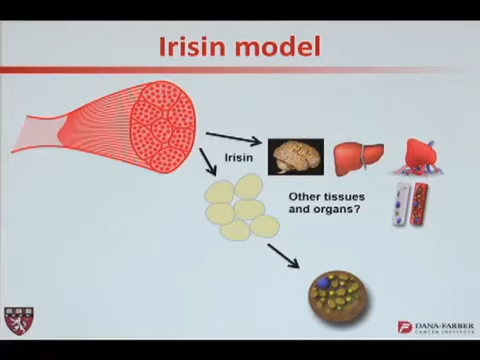 Irisin model
Irisin
Other tissues
and organs?
DANA-FARBER
CANCER INSTITUTE